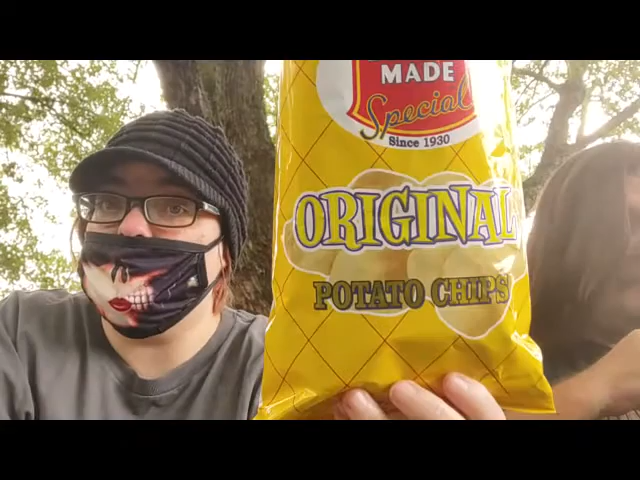 MADE
Special
Since 1930
ORIGINAL
POTATO CHIPS